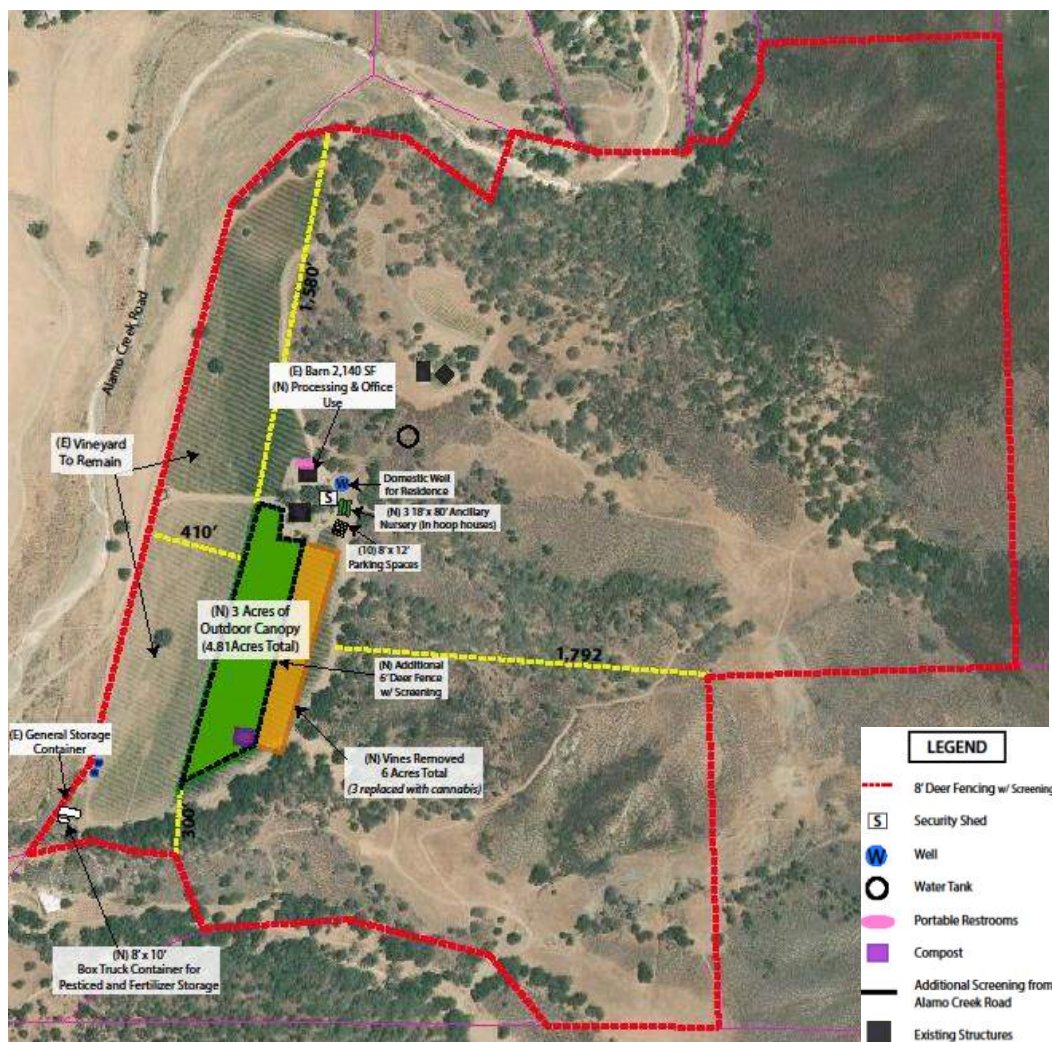 Alamo Creek Road
1,580'
(E) Barn 2,140 SF
(N) Processing & Office
Use
(E) Vineyard
To Remain
W
Domestic Well
for Residence
S
(N) 3 18' x 80' Ancillary
Nursery (In hoop houses)
410'
(10) 8' x 12'
Parking Spaces
(N) 3 Acres of
Outdoor Canopy
(4.81Acres Total)
1,792
(N) Additional
6' Deer Fence
w/ Screening
(E) General Storage
Container
(N) Vines Removed
6 Acres Total
(3 replaced with cannabis)
300'
(N) 8' x 10'
Box Truck Container for
Pesticed and Fertilizer Storage
LEGEND
8' Deer Fencing w/ Screening
S Security Shed
W Well
Water Tank
Portable Restrooms
Compost
Additional Screening from
Alamo Creek Road
Existing Structures